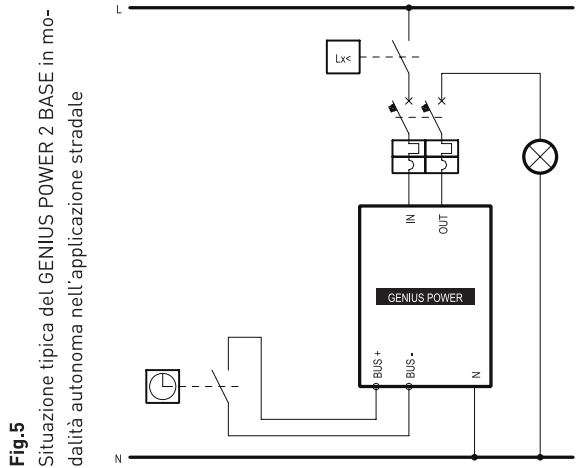 Fig.5
Situazione tipica del GENIUS POWER 2 BASE in mo-
dalità autonoma nell'applicazione stradale
L
Lx<
IN
OUT
GENIUS POWER
BUS +
BUS -
N
N